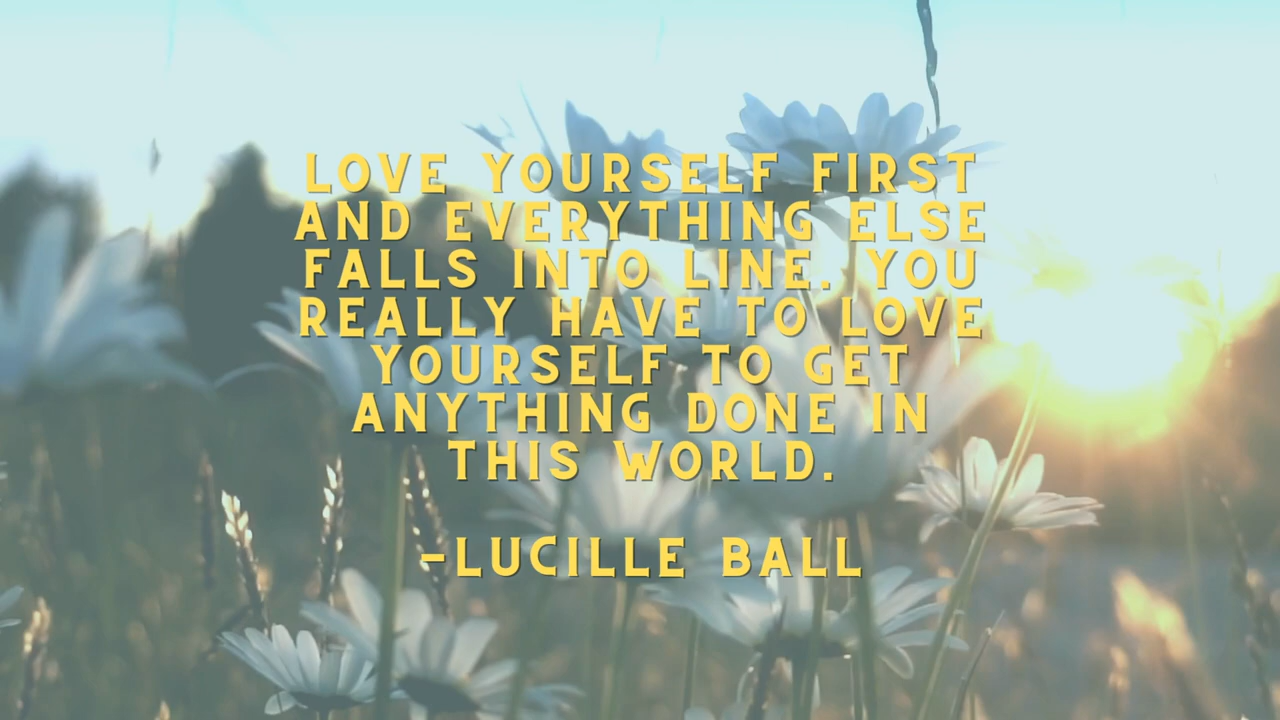 LOVE YOURSELF FIRST
AND EVERYTHING ELSE
FALLS INTO LINE. YOU
REALLY HAVE TO LOVE
YOURSELF TO GET
ANYTHING DONE IN
THIS WORLD.
-LUCILLE BALL